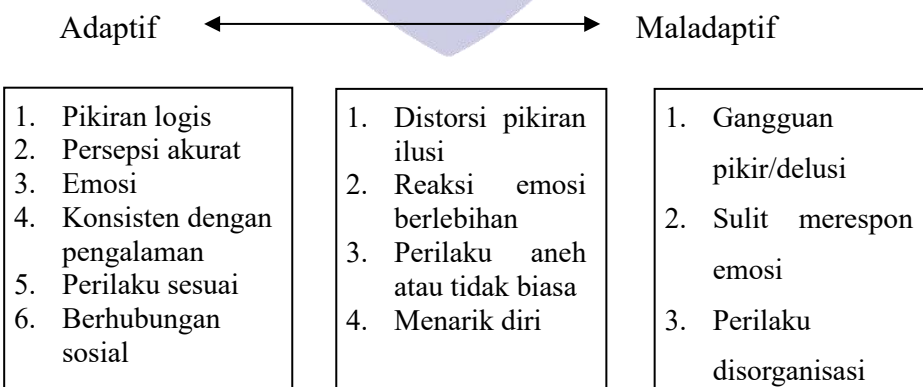 Adaptif Maladaptif
1. Pikiran logis
2. Persepsi akurat
3. Emosi
4. Konsisten dengan
pengalaman
5. Perilaku sesuai
6. Berhubungan
sosial
1. Distorsi pikiran
ilusi
2. Reaksi emosi
berlebihan
3. Perilaku aneh
atau tidak biasa
4. Menarik diri
1. Gangguan
pikir/delusi
2. Sulit merespon
emosi
3. Perilaku
disorganisasi